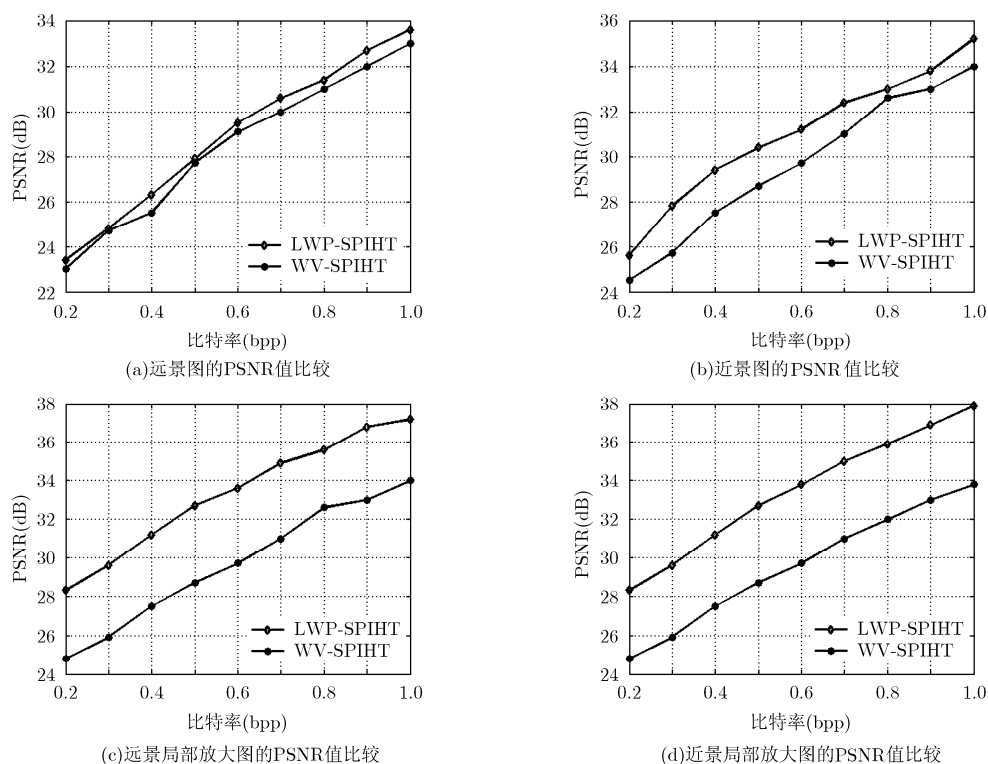 34
32
30
28
26
24
22
PSNR(dB)
LWP-SPIHT
WV-SPIHT
0.2 0.4 0.6 0.8 1.0
比特率(bpp)
(a)远景图的PSNR值比较
36
34
32
30
28
26
24
PSNR(dB)
LWP-SPIHT
WV-SPIHT
0.2 0.4 0.6 0.8 1.0
比特率(bpp)
(b)近景图的PSNR值比较
38
36
34
32
30
28
26
24
PSNR(dB)
LWP-SPIHT
WV-SPIHT
0.2 0.4 0.6 0.8 1.0
比特率(bpp)
(c)远景局部放大图的PSNR值比较
38
36
34
32
30
28
26
24
PSNR(dB)
LWP-SPIHT
WV-SPIHT
0.2 0.4 0.6 0.8 1.0
比特率(bpp)
(d)近景局部放大图的PSNR值比较